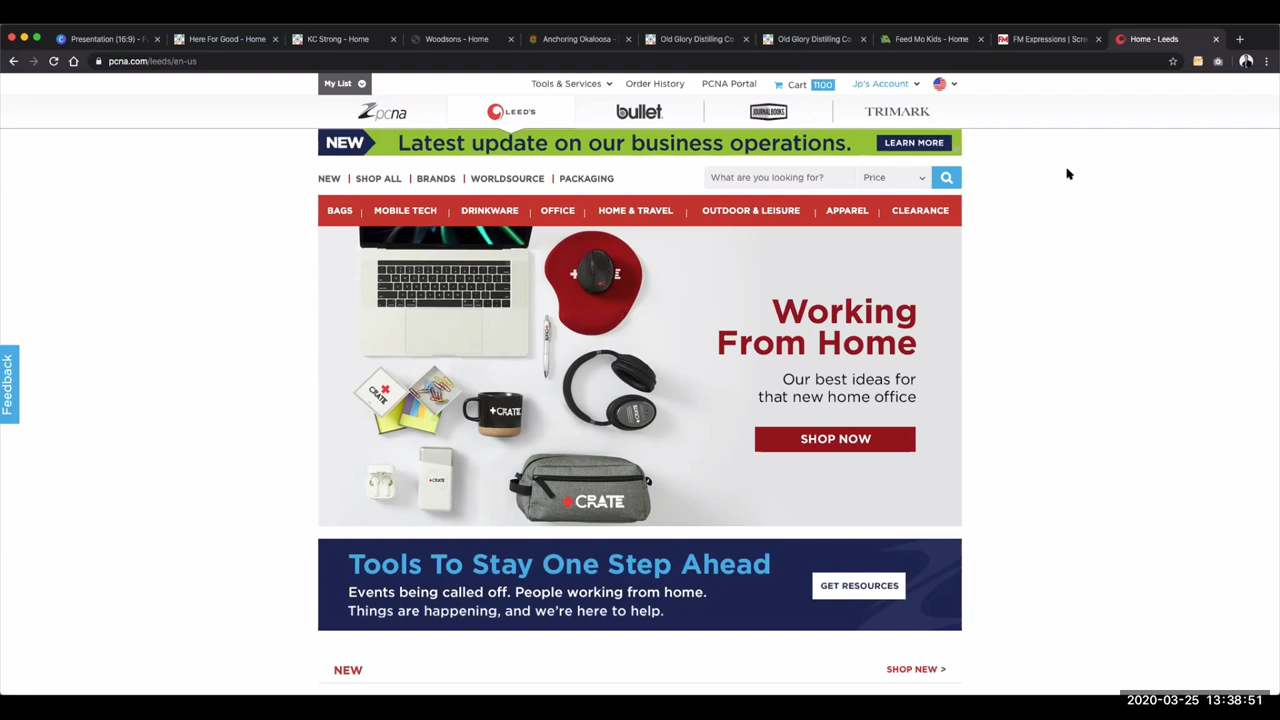 Presentation (16:9) - F
Here For Good - Home
KC Strong - Home
Woodsons - Home
Anchoring Okaloosa -
Old Glory Distilling Co
Old Glory Distilling Co
Feed Mo Kids - Home
FM Expressions | Scre
Home - Leeds
pcna.com/leeds/en-us
My List
Tools & Services
Order History
PCNA Portal
Cart 1100
Jp's Account
pcna
LEED'S
bullet
JOURNALBOOKS
TRIMARK
NEW
Latest update on our business operations.
LEARN MORE
NEW | SHOP ALL | BRANDS | WORLDSOURCE | PACKAGING
What are you looking for?
Price
BAGS | MOBILE TECH | DRINKWARE | OFFICE | HOME & TRAVEL | OUTDOOR & LEISURE | APPAREL | CLEARANCE
Working
From Home
Our best ideas for
that new home office
SHOP NOW
CRATE
CRATE
CRATE
CRATE
CRATE
CRATE
Feedback
Tools To Stay One Step Ahead
Events being called off. People working from home.
Things are happening, and we're here to help.
GET RESOURCES
NEW
SHOP NEW >
2020-03-25 13:38:51